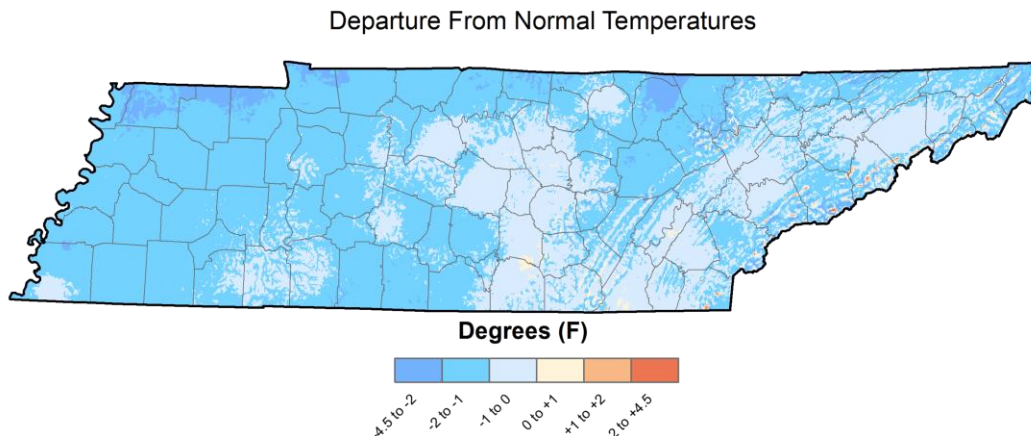 Departure From Normal Temperatures
Degrees (F)
-4.5 to -2
-2 to -1
-1 to 0
0 to +1
+1 to +2
2 to +4.5